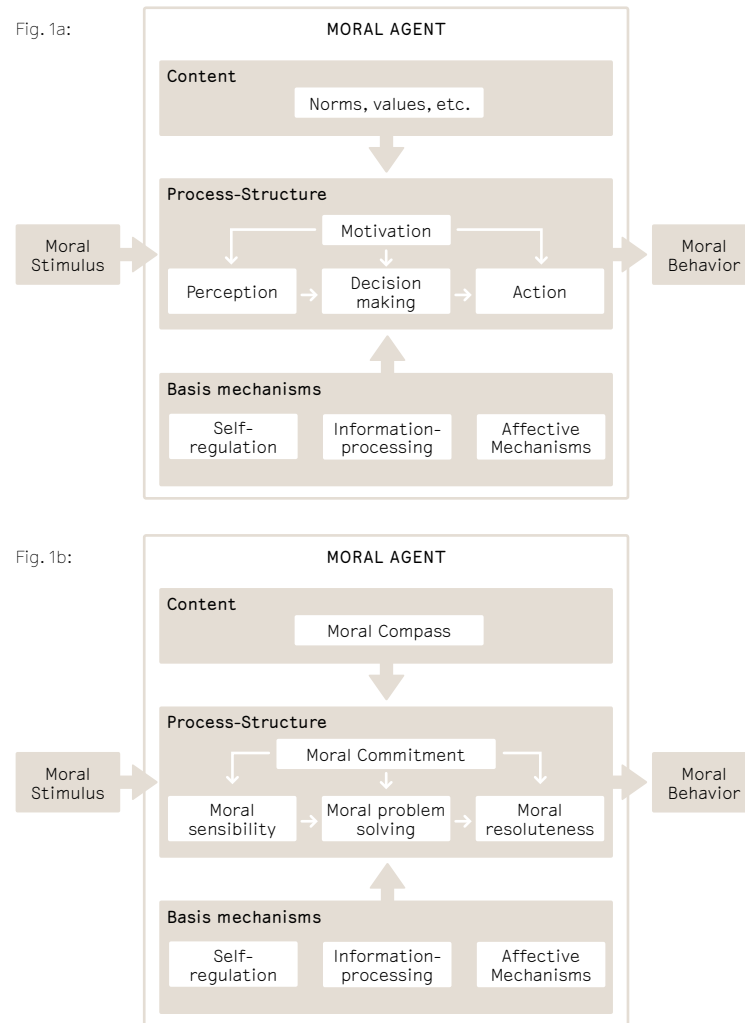 Fig. 1a:
MORAL AGENT
Content
Norms, values, etc.
Process-Structure
Motivation
Moral
Stimulus
Perception
Decision
making
Action
Moral
Behavior
Basis mechanisms
Self-
regulation
Information-
processing
Affective
Mechanisms
Fig. 1b:
MORAL AGENT
Content
Moral Compass
Process-Structure
Moral Commitment
Moral
Stimulus
Moral
sensibility
Moral problem
solving
Moral
resoluteness
Moral
Behavior
Basis mechanisms
Self-
regulation
Information-
processing
Affective
Mechanisms